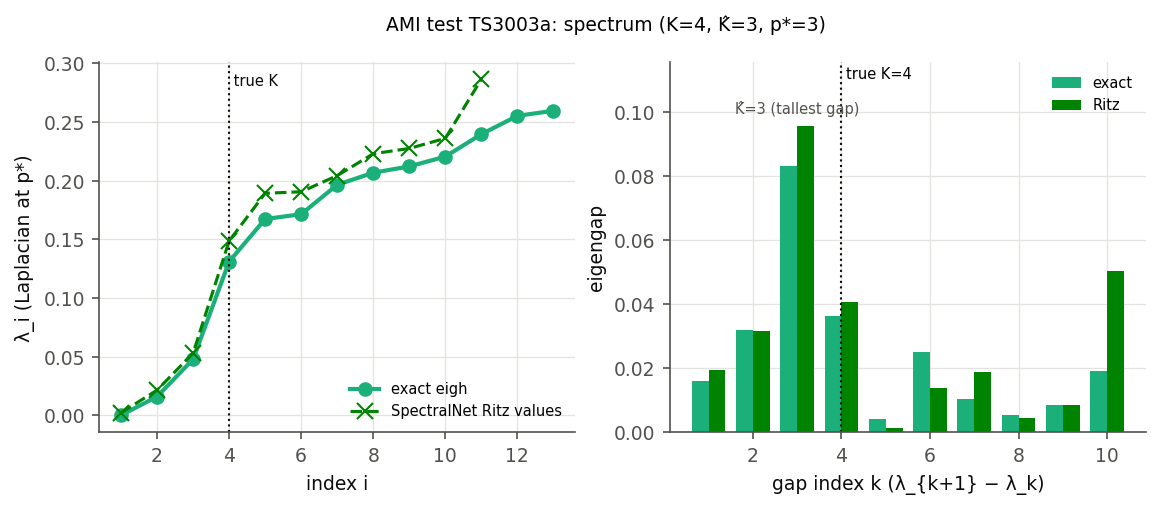 AMI test TS3003a: spectrum (K=4, K̂=3, p*=3)
λ_i (Laplacian at p*)
0.30
0.25
0.20
0.15
0.10
0.05
0.00
true K
exact eigh
SpectralNet Ritz values
2 4 6 8 10 12
index i
eigengap
0.10
0.08
0.06
0.04
0.02
0.00
true K=4
K̂=3 (tallest gap)
exact
Ritz
2 4 6 8 10
gap index k (λ_{k+1} − λ_k)